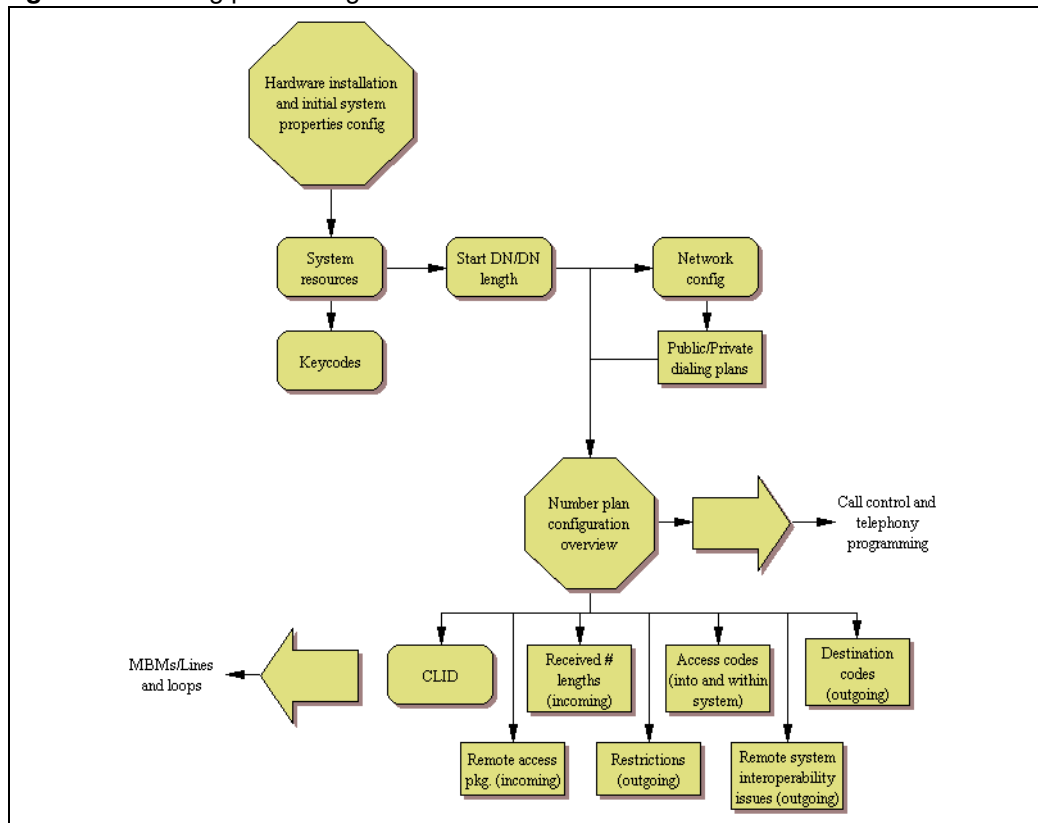 Hardware installation
and initial system
properties config
System
resources
Start DN/DN
length
Network
config
Keycodes
Public/Private
dialing plans
Number plan
configuration
overview
Call control and
telephony
programming
MBMs/Lines
and loops
CLID
Received #
lengths
(incoming)
Access codes
(into and within
system)
Destination
codes
(outgoing)
Remote access
pkg. (incoming)
Restrictions
(outgoing)
Remote system
interoperability
issues (outgoing)